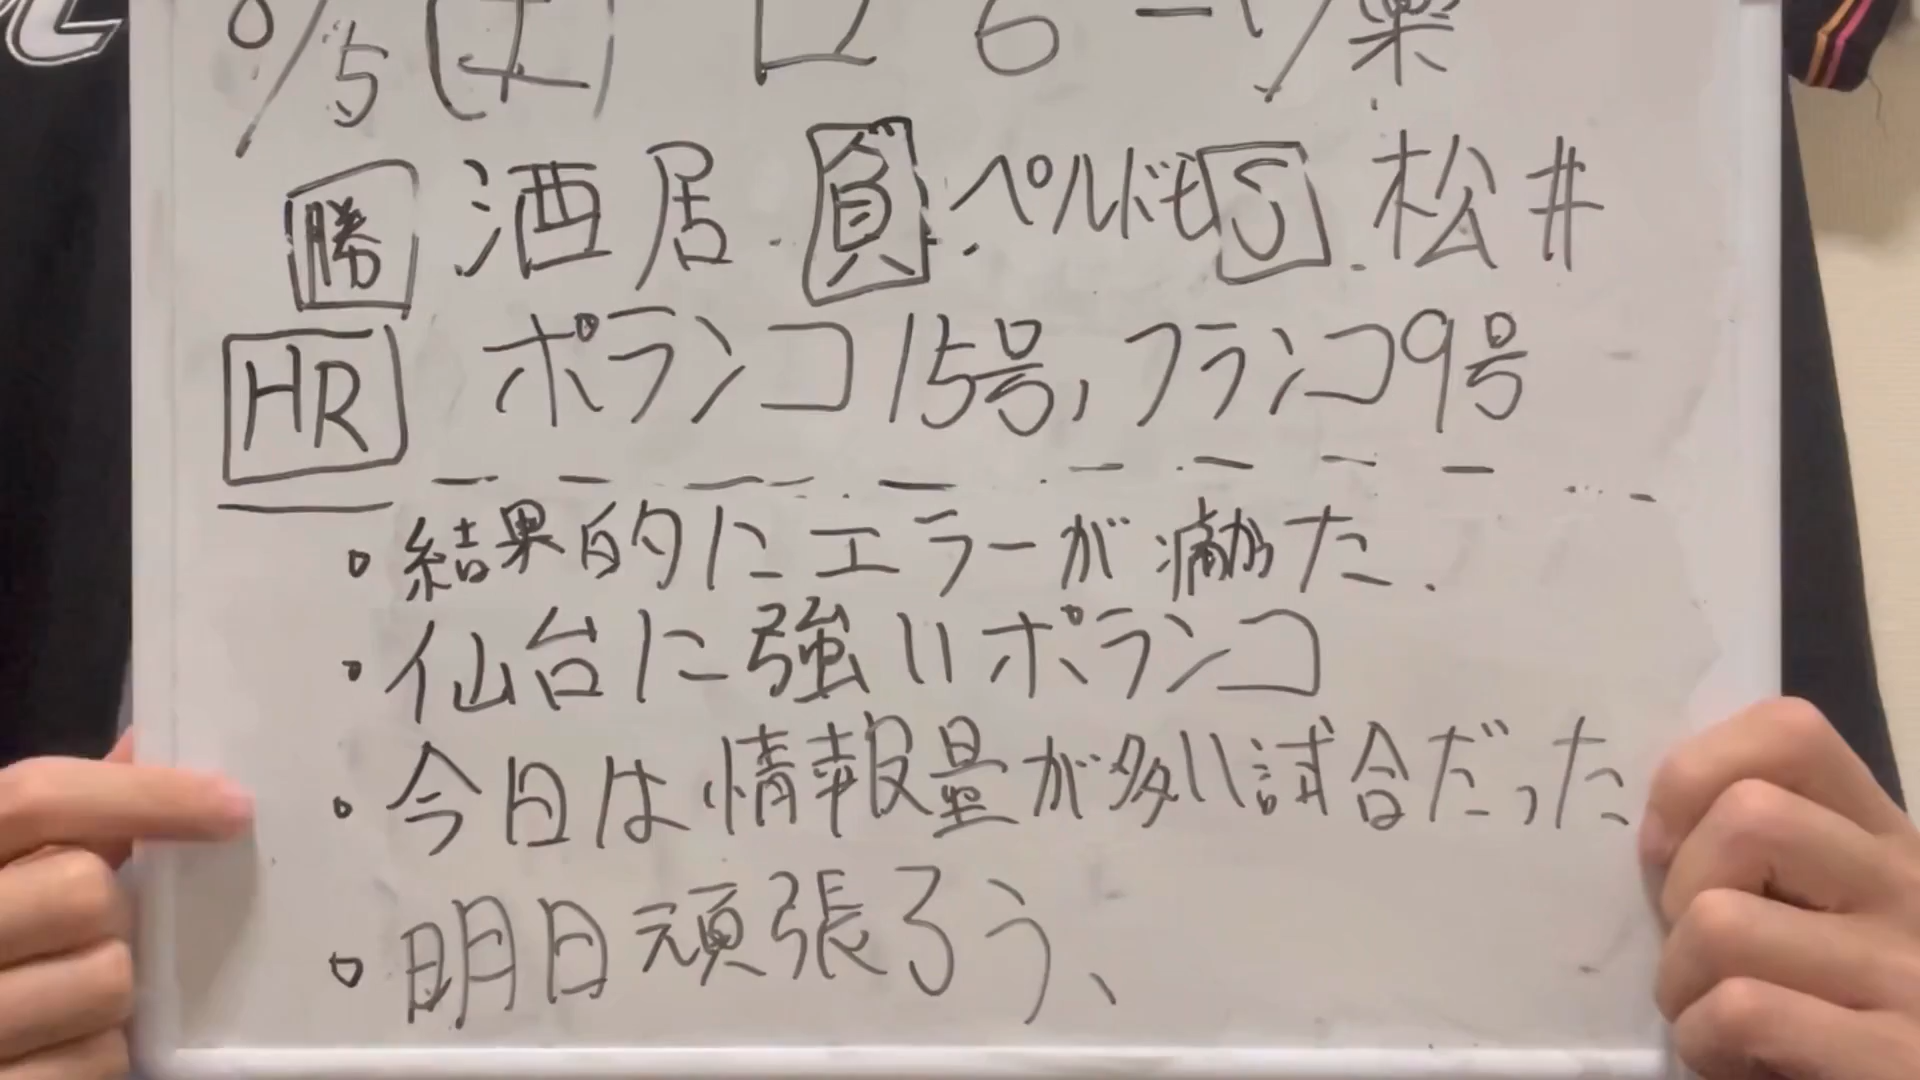 8/5(土) ロ 6-7 楽
勝 酒居 負 ペルドモ S 松井
HR ポランコ15号, フランコ9号
・結果的にエラーが痛かった.
・仙台に強いポランコ
・今日は情報量が多い試合だった
・明日頑張ろう、